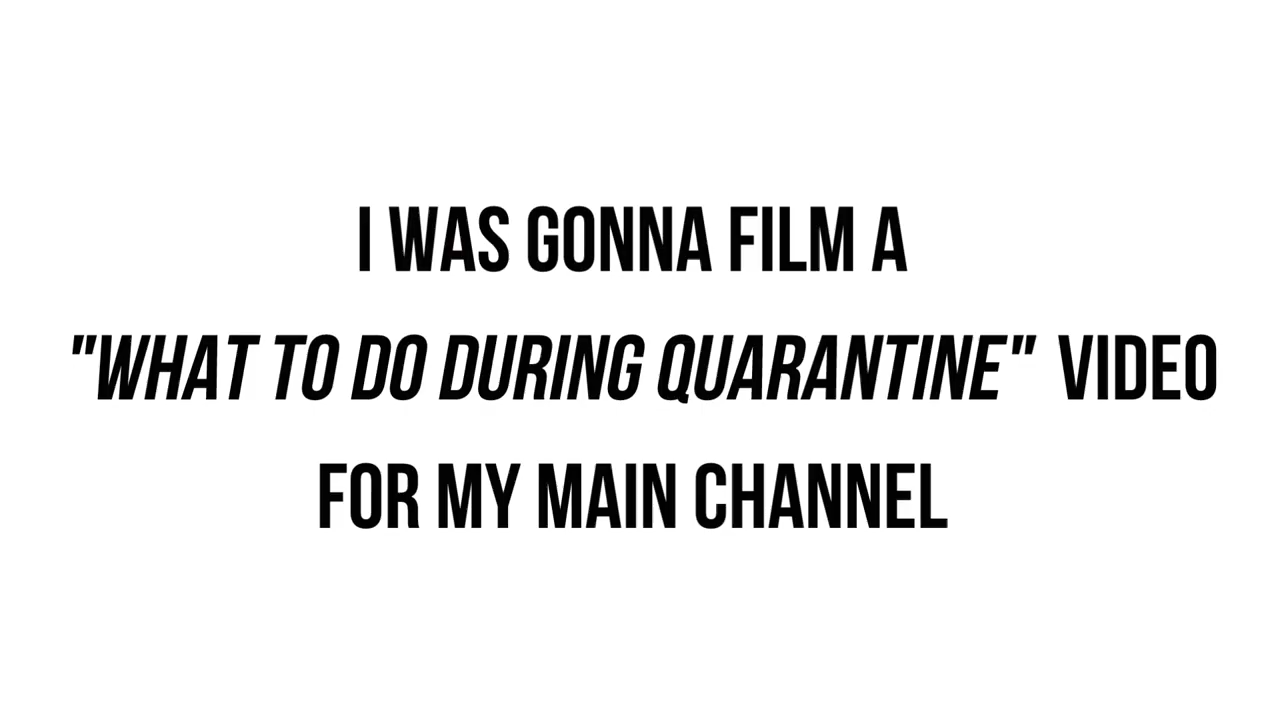 I WAS GONNA FILM A
"WHAT TO DO DURING QUARANTINE" VIDEO
FOR MY MAIN CHANNEL